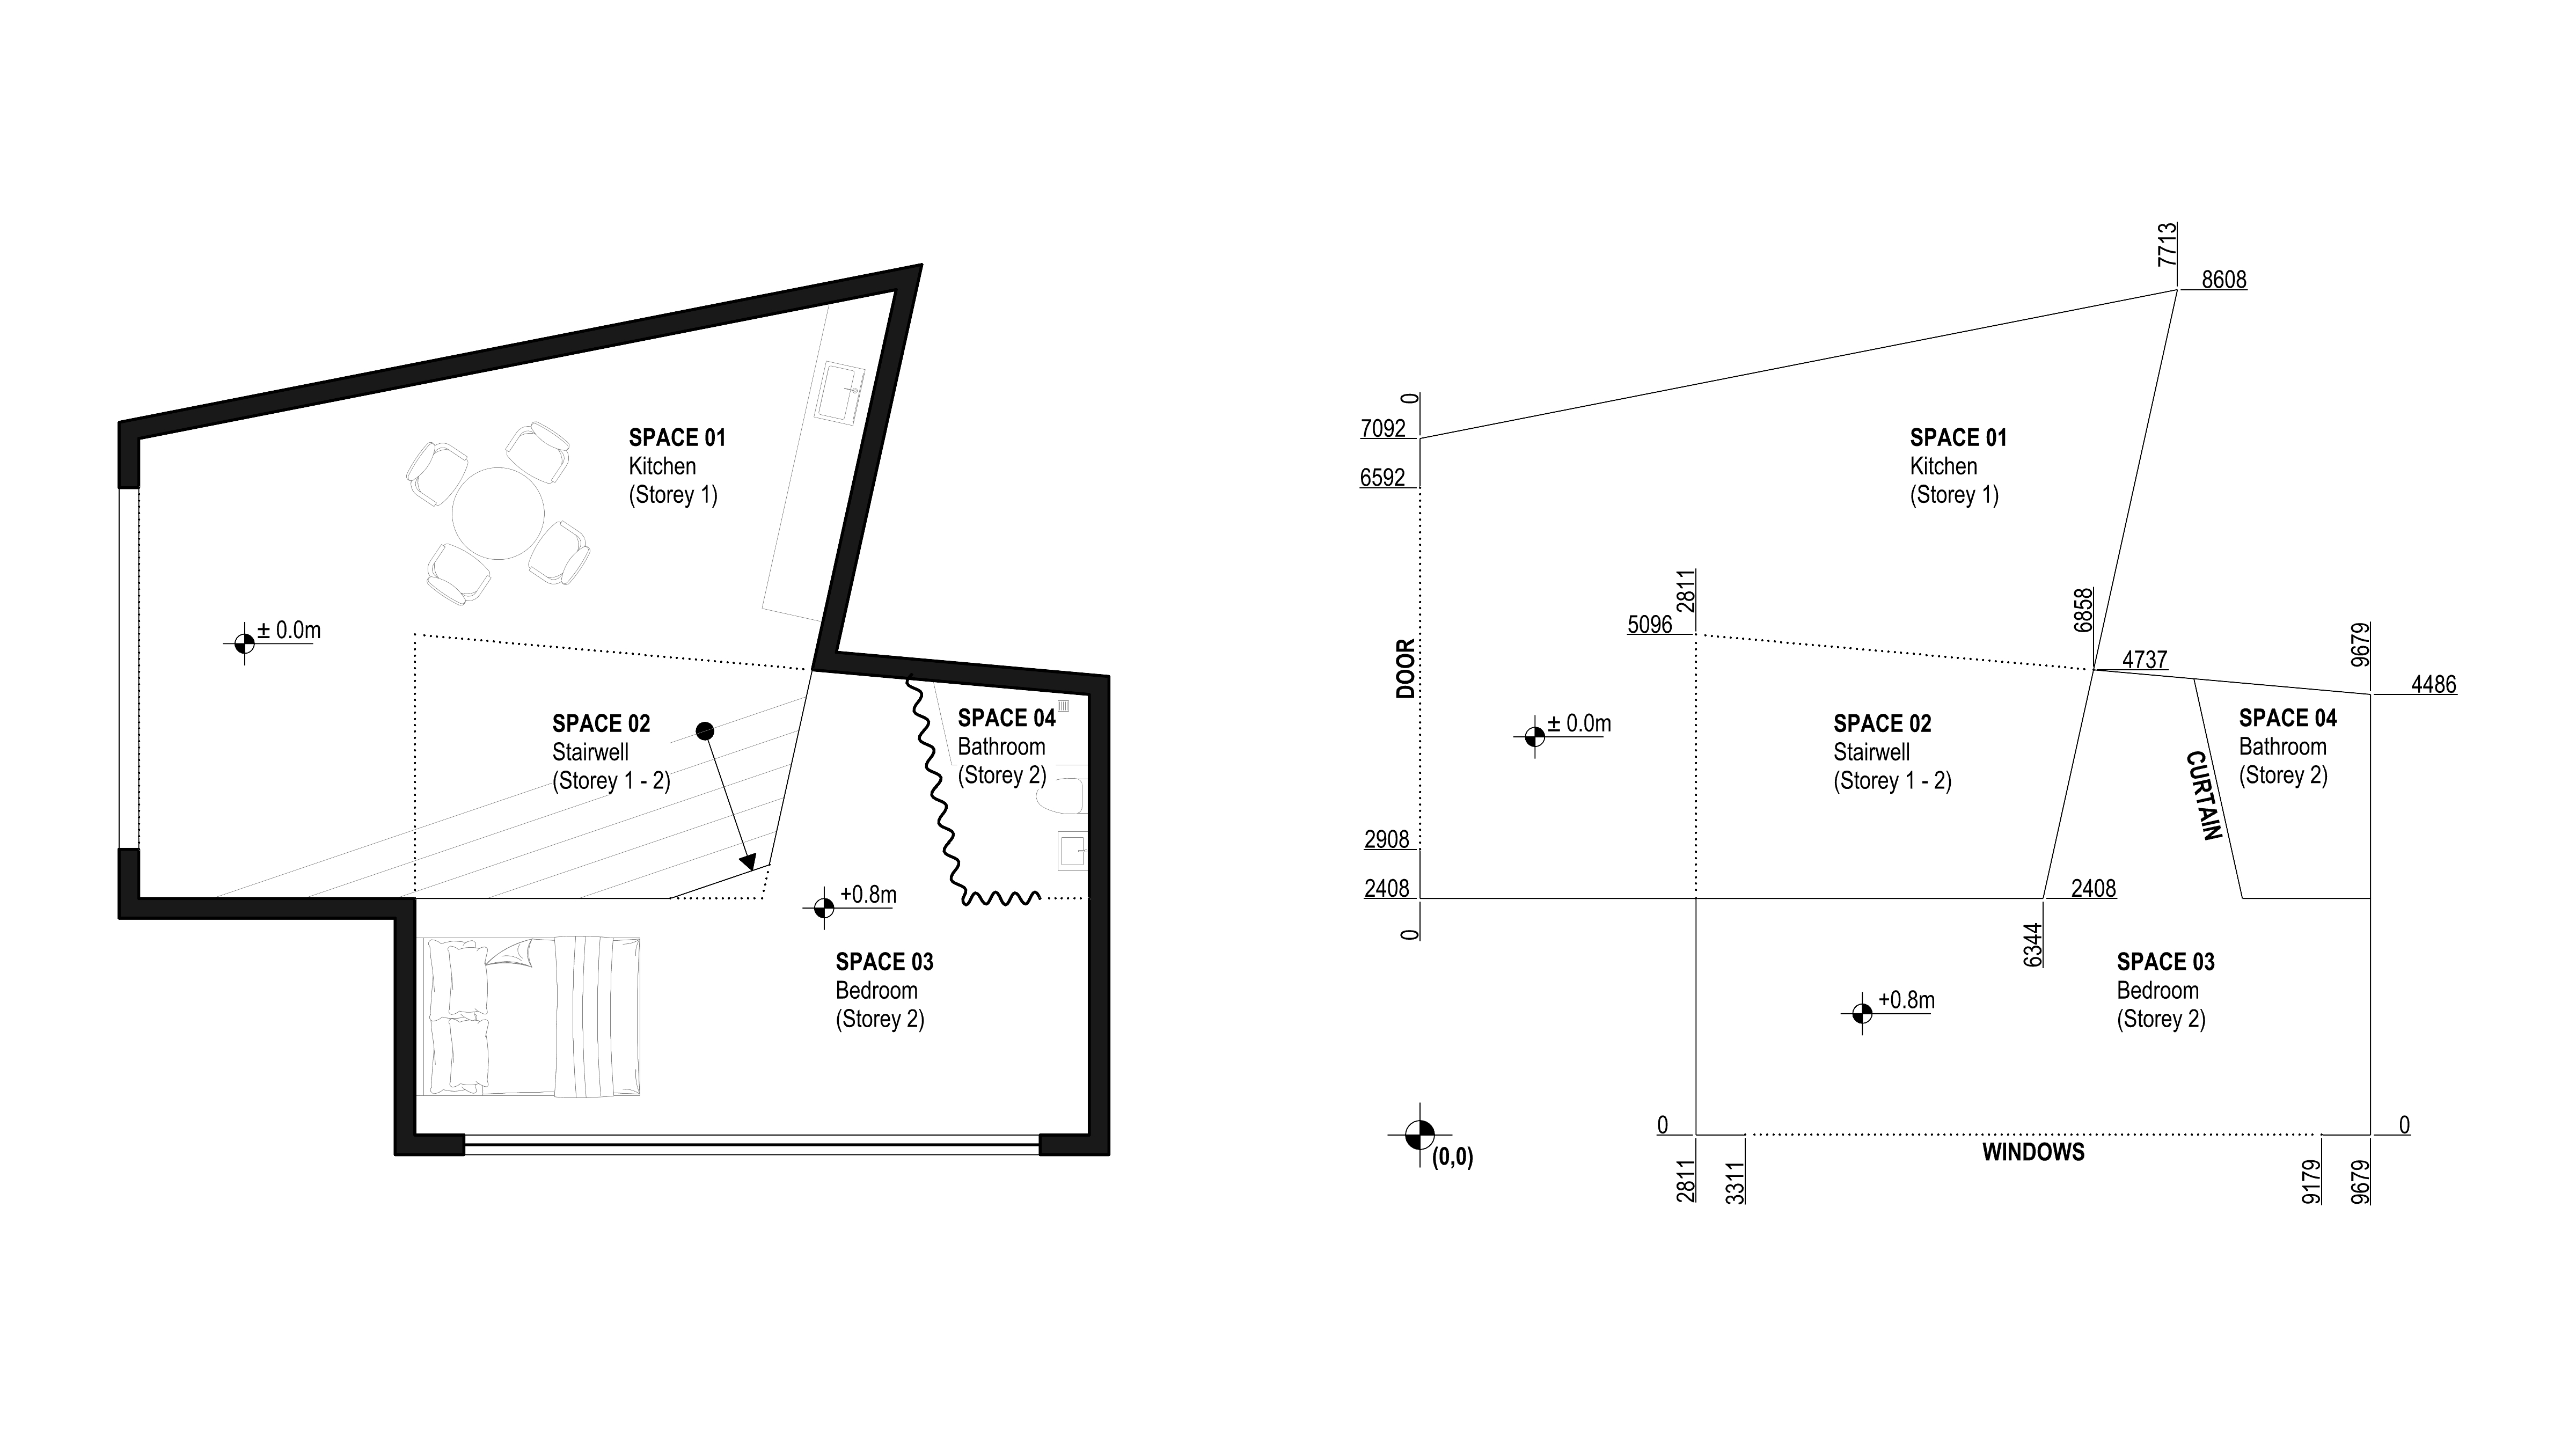 SPACE 01
Kitchen
(Storey 1)
± 0.0m
SPACE 02
Stairwell
(Storey 1 - 2)
SPACE 04
Bathroom
(Storey 2)
+0.8m
SPACE 03
Bedroom
(Storey 2)
7713
8608
0
7092
6592
SPACE 01
Kitchen
(Storey 1)
2811
5096
6858
4737
9679
4486
DOOR
± 0.0m
SPACE 02
Stairwell
(Storey 1 - 2)
CURTAIN
SPACE 04
Bathroom
(Storey 2)
2908
2408
0
2408
6344
SPACE 03
Bedroom
(Storey 2)
+0.8m
(0,0)
0
WINDOWS
0
2811
3311
9179
9679